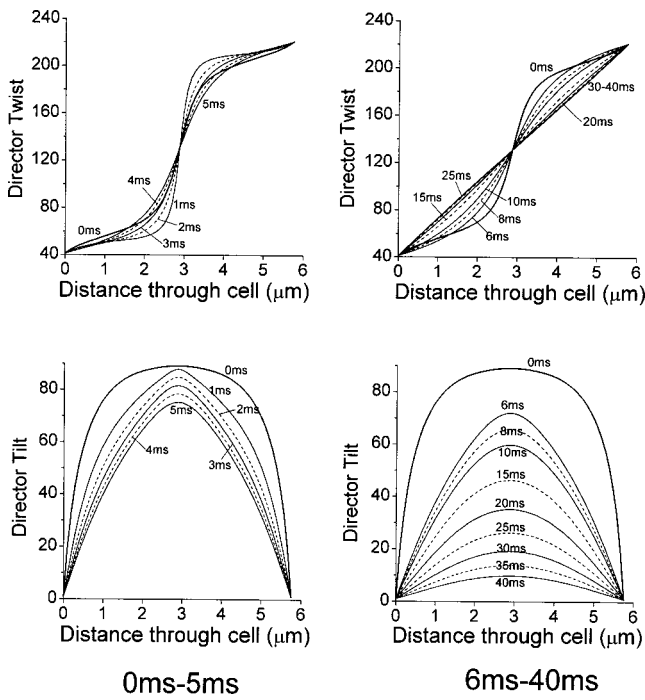 240
200
160
120
80
40
Director Twist
0ms
4ms
3ms
2ms
1ms
5ms
0 1 2 3 4 5 6
Distance through cell (μm)
240
200
160
120
80
40
Director Twist
0ms
30-40ms
20ms
25ms
15ms
10ms
8ms
6ms
0 1 2 3 4 5 6
Distance through cell (μm)
80
60
40
20
0
Director Tilt
0ms
1ms
2ms
5ms
4ms
3ms
0 1 2 3 4 5 6
Distance through cell (μm)
80
60
40
20
0
Director Tilt
0ms
6ms
8ms
10ms
15ms
20ms
25ms
30ms
35ms
40ms
0 1 2 3 4 5 6
Distance through cell (μm)
0ms-5ms
6ms-40ms